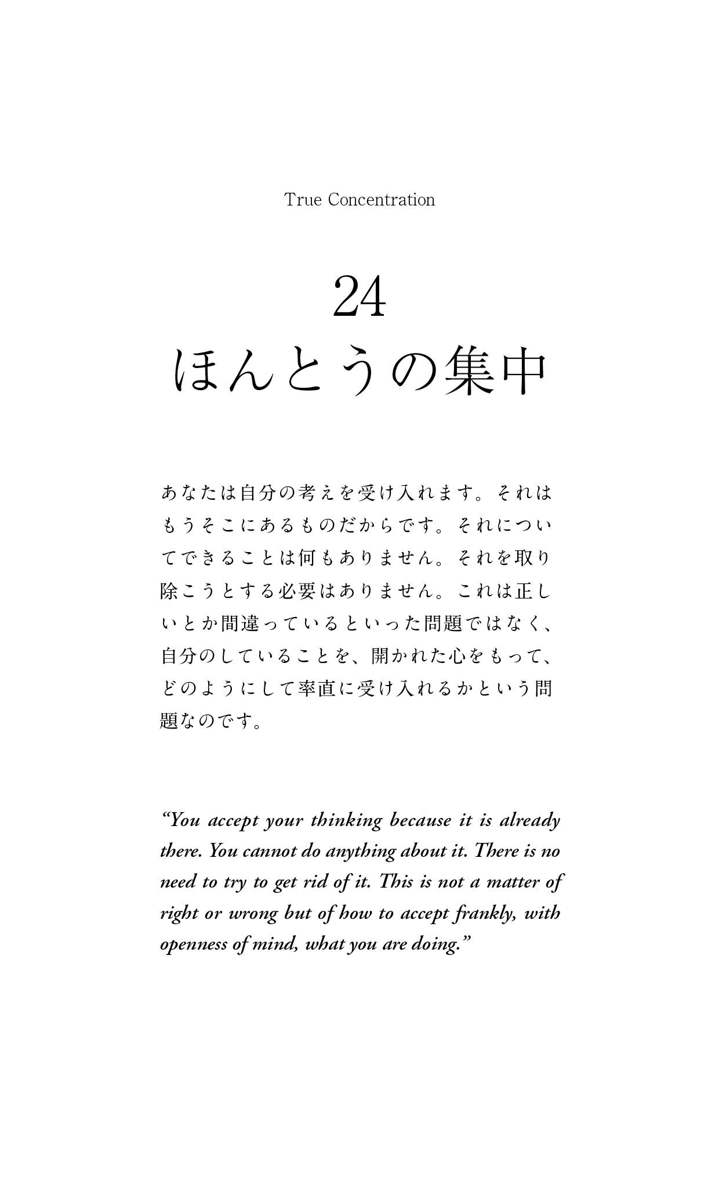 True Concentration
24
ほんとうの集中
あなたは自分の考えを受け入れます。それは
もうそこにあるものだからです。それについ
てできることは何もありません。それを取り
除こうとする必要はありません。これは正し
いとか間違っているといった問題ではなく、
自分のしていることを、開かれた心をもって、
どのようにして率直に受け入れるかという問
題なのです。
“You accept your thinking because it is already
there. You cannot do anything about it. There is no
need to try to get rid of it. This is not a matter of
right or wrong but of how to accept frankly, with
openness of mind, what you are doing.”